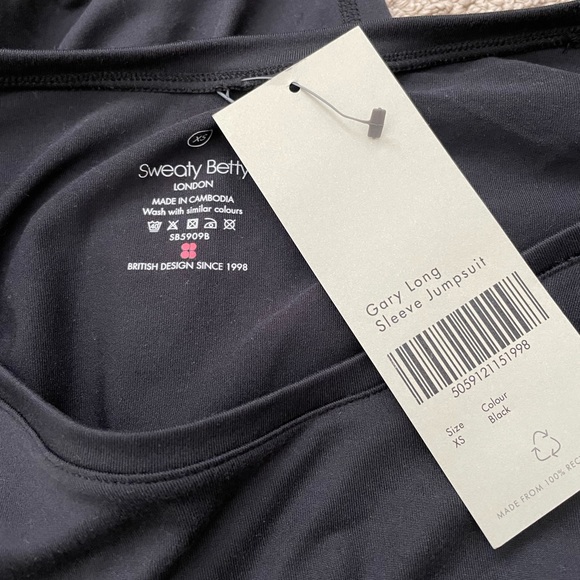 XS
Sweaty Betty
LONDON
MADE IN CAMBODIA
Wash with similar colours
SB5909B
BRITISH DESIGN SINCE 1998
Gary Long
Sleeve Jumpsuit
5059121151998
Size Colour
XS Black
MADE FROM 100%